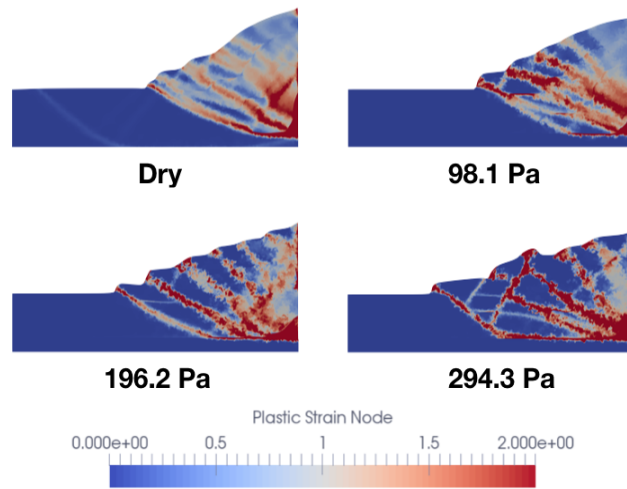 Dry
98.1 Pa
196.2 Pa
294.3 Pa
Plastic Strain Node
0.000e+00 0.5 1 1.5 2.000e+00